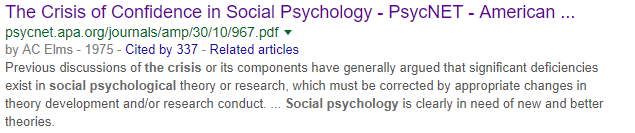 The Crisis of Confidence in Social Psychology - PsycNET - American ...
psycnet.apa.org/journals/amp/30/10/967.pdf
by AC Elms - 1975 - Cited by 337 - Related articles
Previous discussions of the crisis or its components have generally argued that significant deficiencies
exist in social psychological theory or research, which must be corrected by appropriate changes in
theory development and/or research conduct. ... Social psychology is clearly in need of new and better
theories.